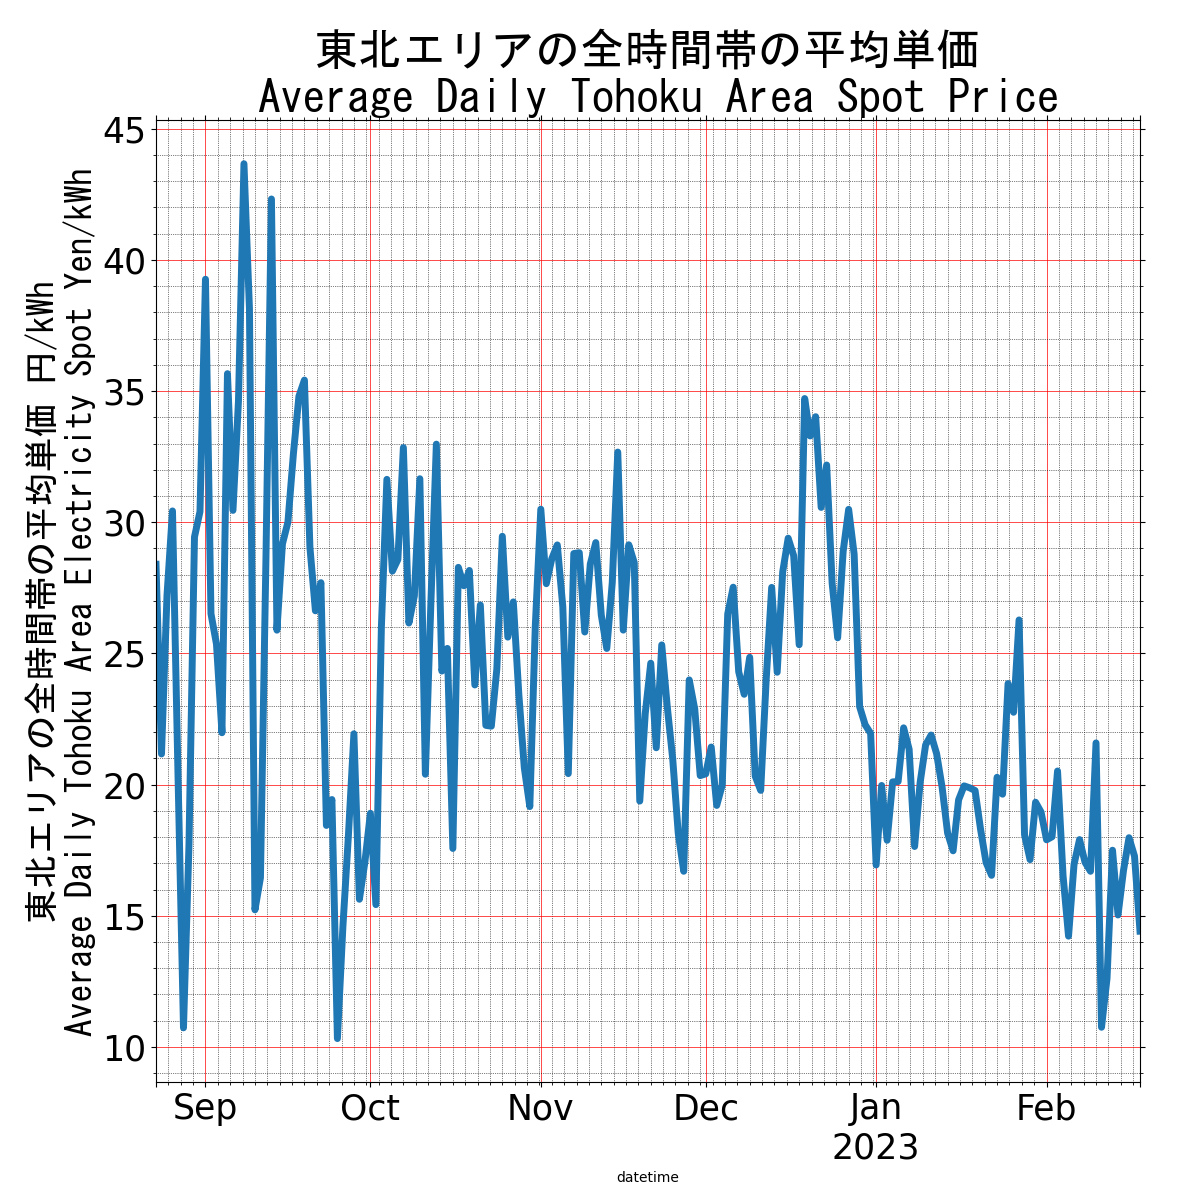 東北エリアの全時間帯の平均単価
Average Daily Tohoku Area Spot Price
東北エリアの全時間帯の平均単価 円/kWh
Average Daily Tohoku Area Electricity Spot Yen/kWh
45
40
35
30
25
20
15
10
Sep Oct Nov Dec Jan Feb
2023
datetime